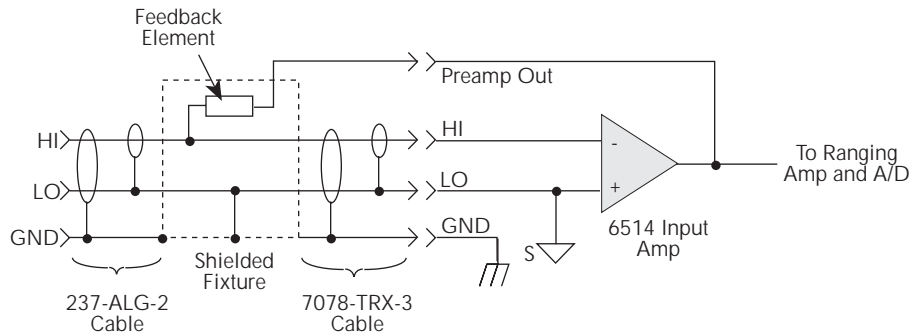 Feedback
Element
Preamp Out
HI
HI
-
To Ranging
Amp and A/D
LO
LO
+
GND
GND
S
6514 Input
Amp
Shielded
Fixture
237-ALG-2
Cable
7078-TRX-3
Cable